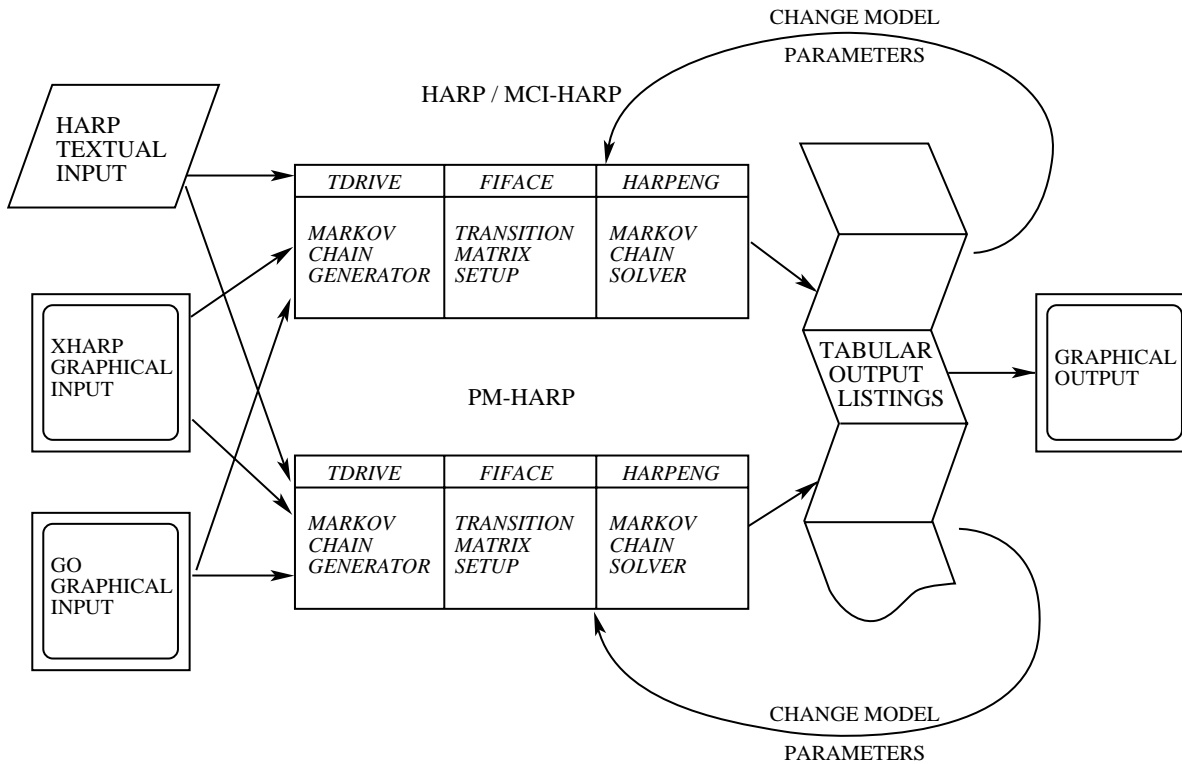 CHANGE MODEL
PARAMETERS
HARP / MCI-HARP
HARP
TEXTUAL
INPUT
TDRIVE
FIFACE
HARPENG
MARKOV
CHAIN
GENERATOR
TRANSITION
MATRIX
SETUP
MARKOV
CHAIN
SOLVER
XHARP
GRAPHICAL
INPUT
TABULAR
OUTPUT
LISTINGS
GRAPHICAL
OUTPUT
PM-HARP
TDRIVE
FIFACE
HARPENG
MARKOV
CHAIN
GENERATOR
TRANSITION
MATRIX
SETUP
MARKOV
CHAIN
SOLVER
GO
GRAPHICAL
INPUT
CHANGE MODEL
PARAMETERS